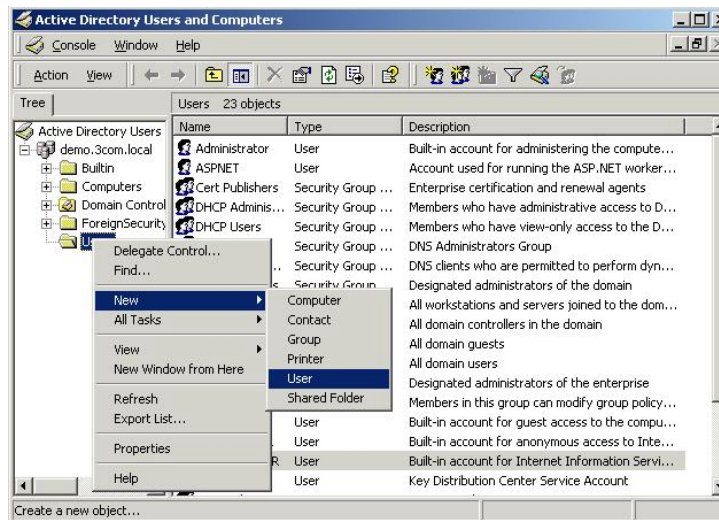 Active Directory Users and Computers
Console Window Help
Action View
Tree
Users 23 objects
Name Type Description
Active Directory Users
demo.3com.local
Builtin
Computers
Domain Control
ForeignSecurity
Administrator User Built-in account for administering the compute...
ASPNET User Account used for running the ASP.NET worker...
Cert Publishers Security Group ... Enterprise certification and renewal agents
DHCP Adminis... Security Group ... Members who have administrative access to D...
DHCP Users Security Group ... Members who have view-only access to the D...
Security Group ... DNS Administrators Group
Security Group ... DNS clients who are permitted to perform dyn...
Security Group Designated administrators of the domain
All workstations and servers joined to the dom...
All domain controllers in the domain
All domain guests
All domain users
Designated administrators of the enterprise
Members in this group can modify group policy...
User Built-in account for guest access to the compu...
User Built-in account for anonymous access to Inte...
R User Built-in account for Internet Information Servi...
User Key Distribution Center Service Account
Delegate Control...
Find...
New
All Tasks
View
New Window from Here
Refresh
Export List...
Properties
Help
Computer
Contact
Group
Printer
User
Shared Folder
Create a new object...